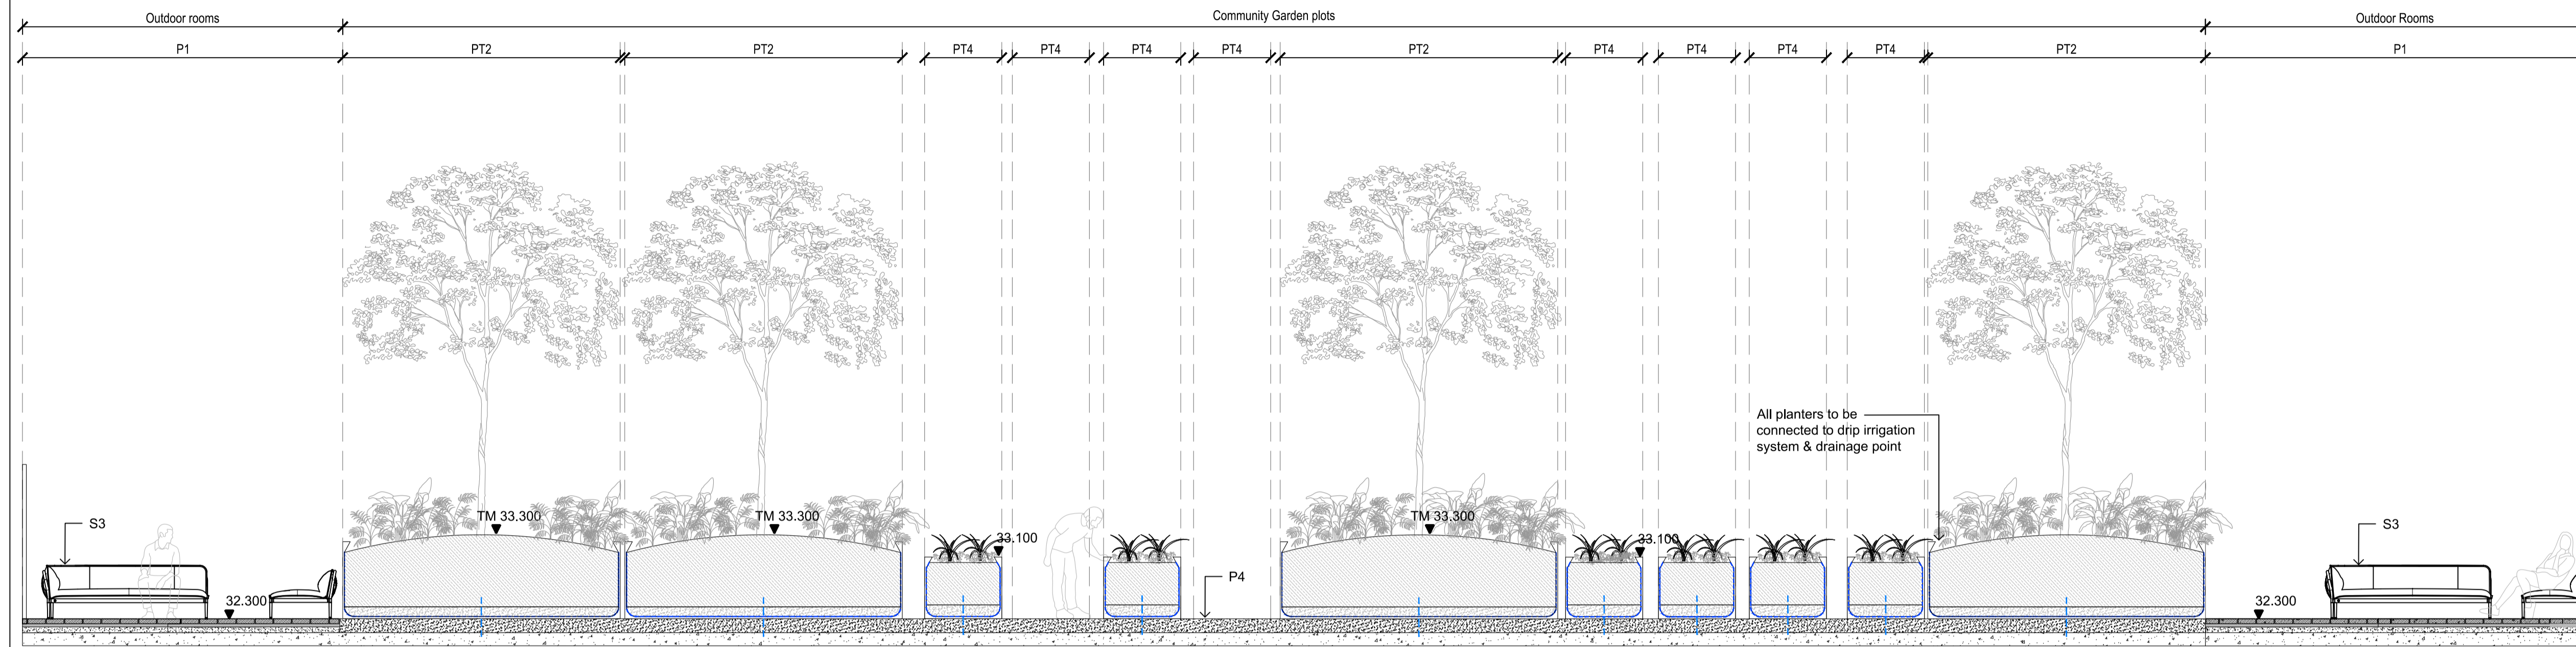 Outdoor rooms
Community Garden plots
Outdoor Rooms
P1
PT2
PT2
PT4
PT4
PT4
PT4
PT2
PT4
PT4
PT4
PT4
PT2
P1
All planters to be
connected to drip irrigation
system & drainage point
S3
TM 33.300
TM 33.300
33.100
TM 33.300
33.100
S3
P4
32.300
32.300